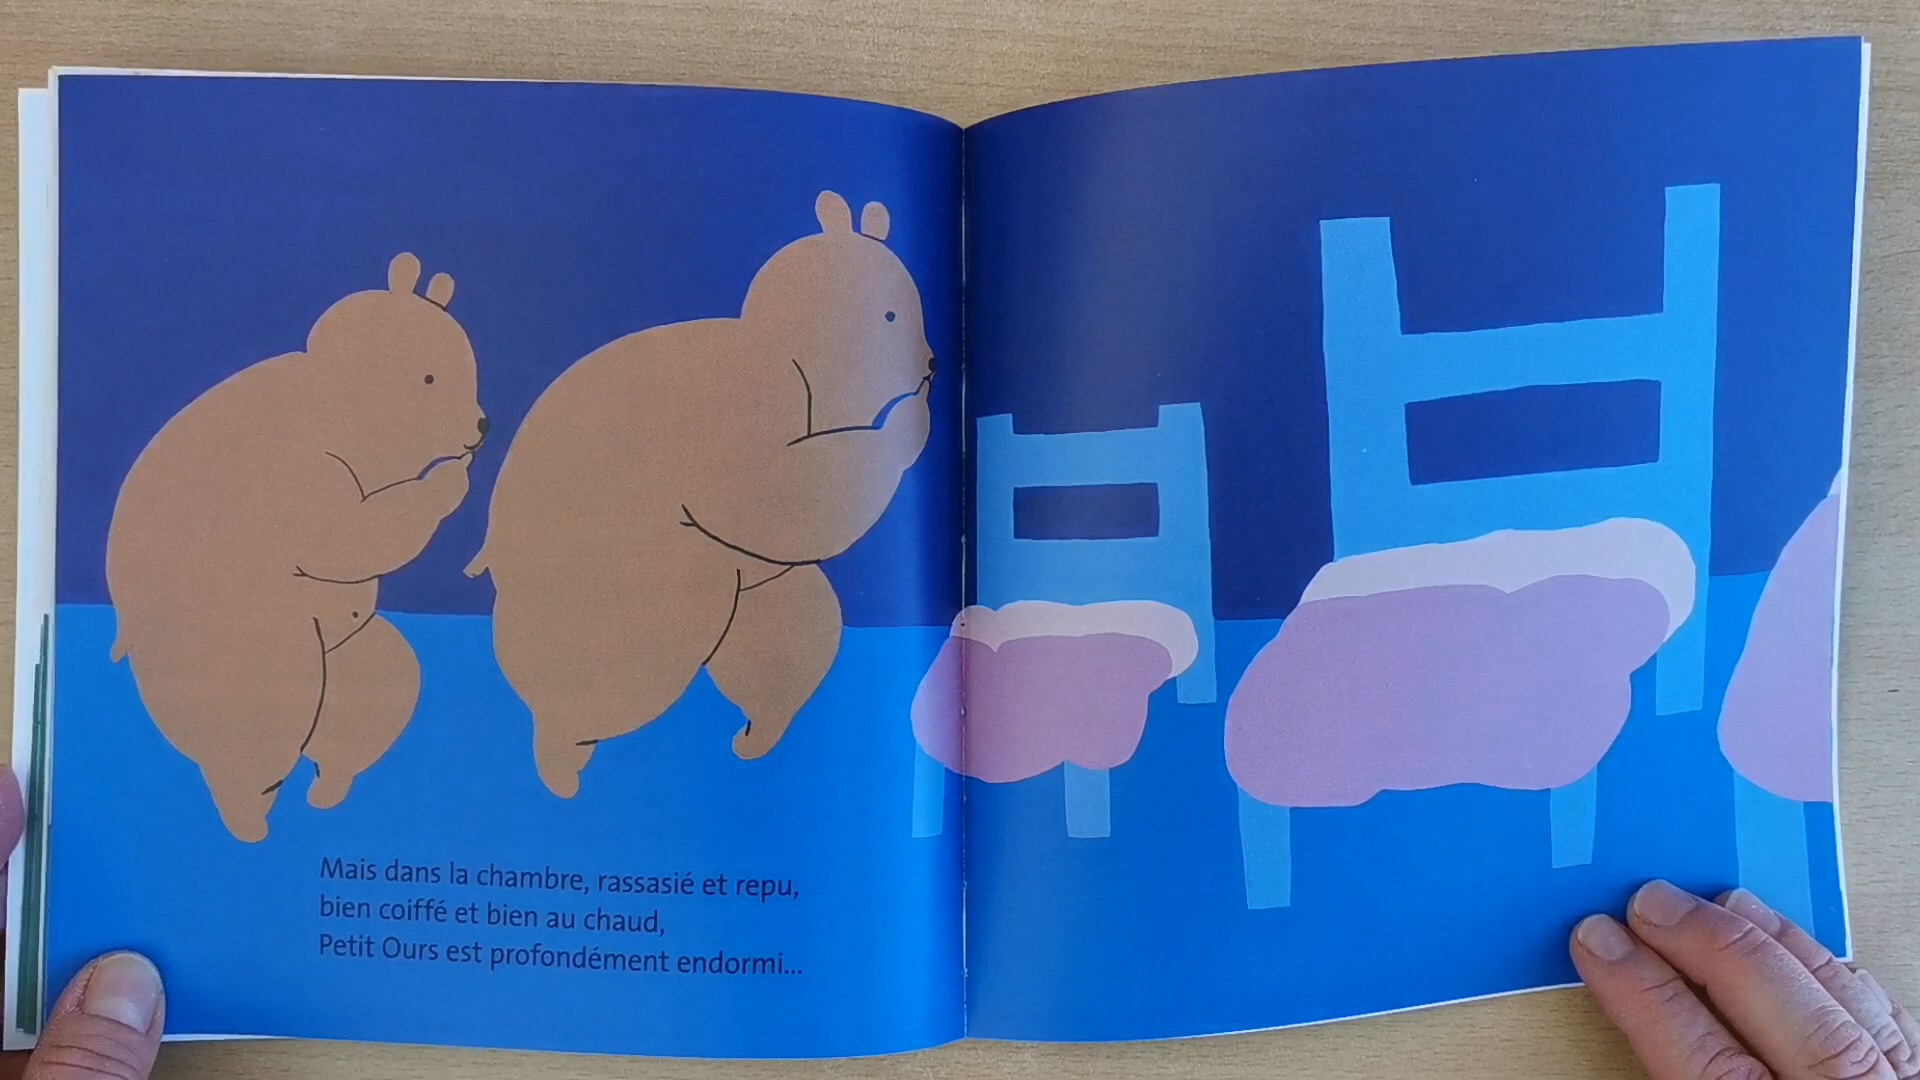 Mais dans la chambre, rassasié et repu,
bien coiffé et bien au chaud,
Petit Ours est profondément endormi...